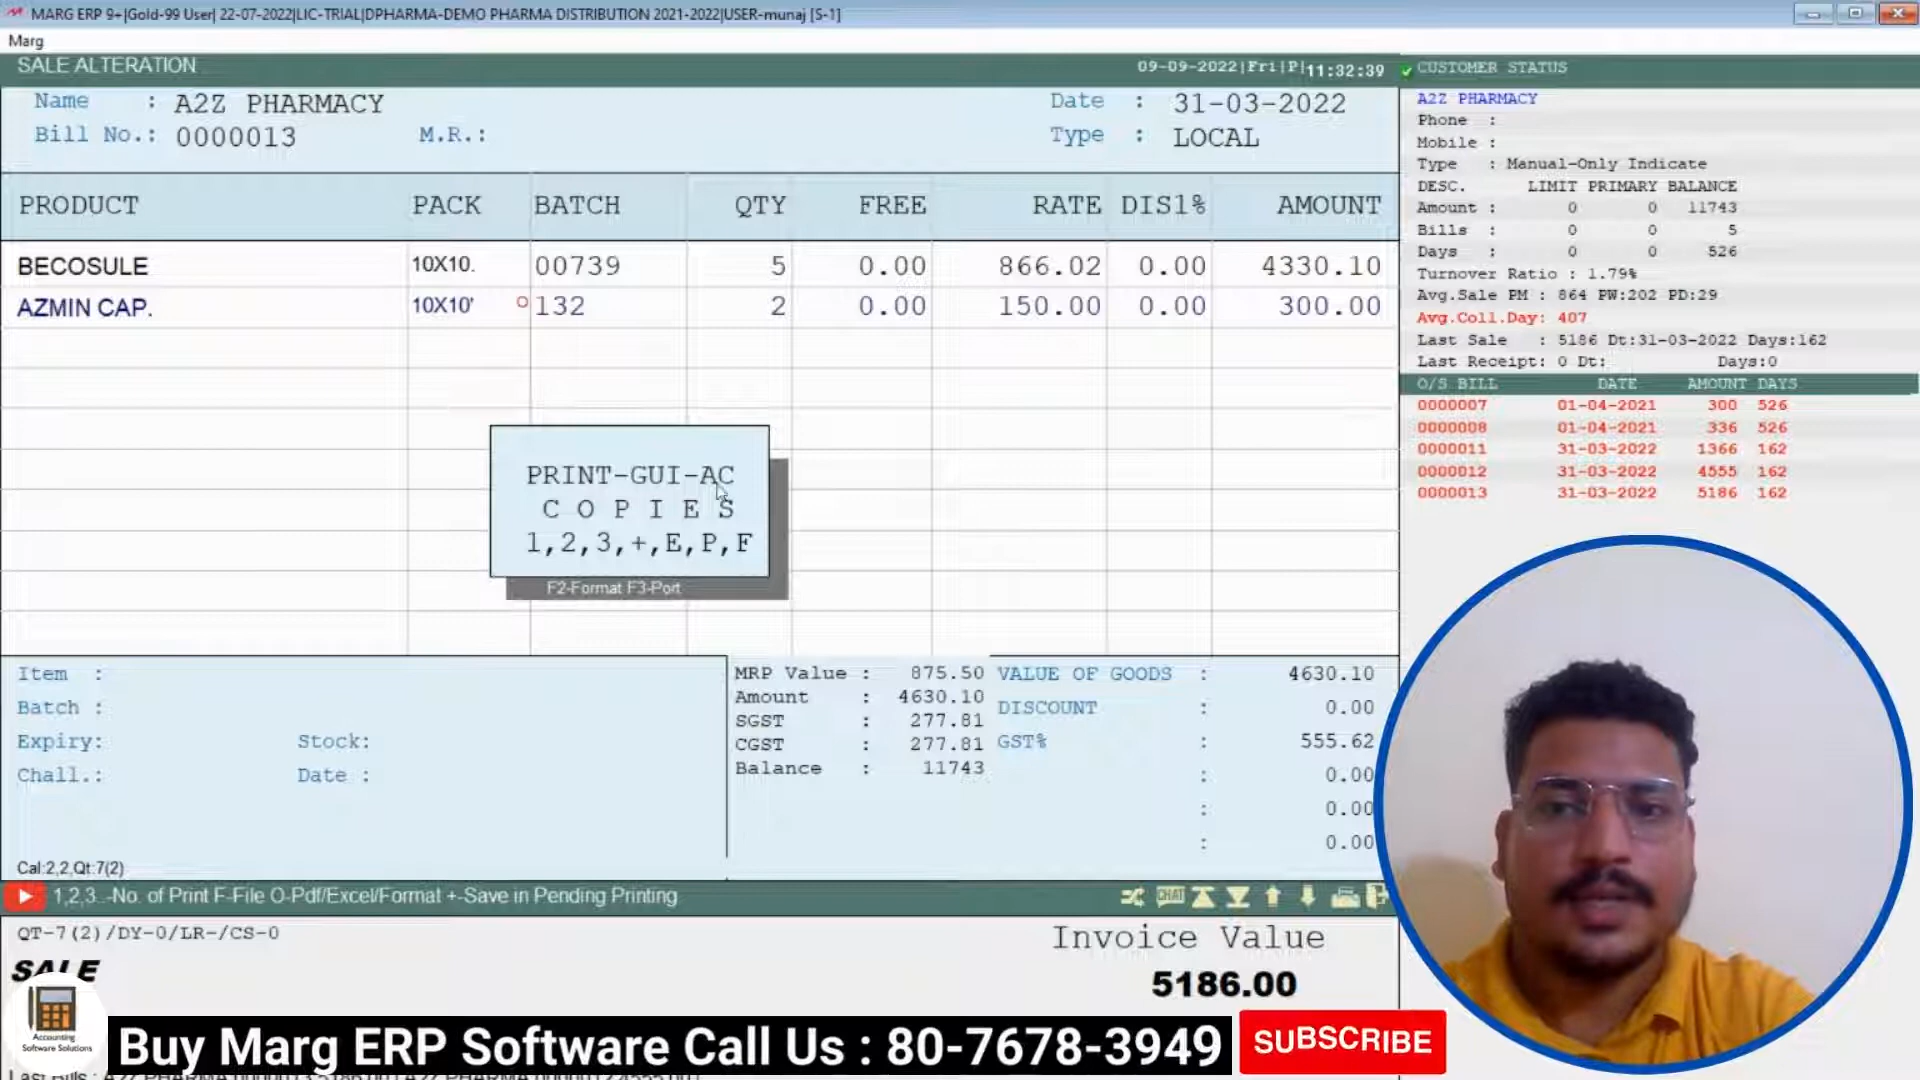 MARG ERP 9+|Gold-99 User| 22-07-2022|LIC-TRIAL|DPHARMA-DEMO PHARMA DISTRIBUTION 2021-2022|USER-munaj [S-1]
Marg
SALE ALTERATION 09-09-2022|Fri|P|11:32:39
Name : A2Z PHARMACY Date : 31-03-2022
Bill No.: 0000013 M.R.: Type : LOCAL
PRODUCT PACK BATCH QTY FREE RATE DIS1% AMOUNT
BECOSULE 10X10. 00739 5 0.00 866.02 0.00 4330.10
AZMIN CAP. 10X10' 132 2 0.00 150.00 0.00 300.00
PRINT-GUI-AC
C O P I E S
1,2,3,+,E,P,F
F2-Format F3-Port
Item :
Batch :
Expiry: Stock:
Chall.: Date :
Cal:2,2,Qt:7(2)
MRP Value : 875.50
Amount : 4630.10
SGST : 277.81
CGST : 277.81
Balance : 11743
VALUE OF GOODS : 4630.10
DISCOUNT : 0.00
GST% : 555.62
: 0.00
: 0.00
: 0.00
1,2,3..-No. of Print F-File O-Pdf/Excel/Format +-Save in Pending Printing
CHAT
QT-7(2)/DY-0/LR-/CS-0
SALE
Invoice Value
5186.00
CUSTOMER STATUS
A2Z PHARMACY
Phone :
Mobile :
Type : Manual-Only Indicate
DESC. LIMIT PRIMARY BALANCE
Amount : 0 0 11743
Bills : 0 0 5
Days : 0 0 526
Turnover Ratio : 1.79%
Avg.Sale PM : 864 PW:202 PD:29
Avg.Coll.Day: 407
Last Sale : 5186 Dt:31-03-2022 Days:162
Last Receipt: 0 Dt: Days:0
O/S BILL DATE AMOUNT DAYS
0000007 01-04-2021 300 526
0000008 01-04-2021 336 526
0000011 31-03-2022 1366 162
0000012 31-03-2022 4555 162
0000013 31-03-2022 5186 162
Accounting
Software Solutions
Buy Marg ERP Software Call Us : 80-7678-3949
SUBSCRIBE